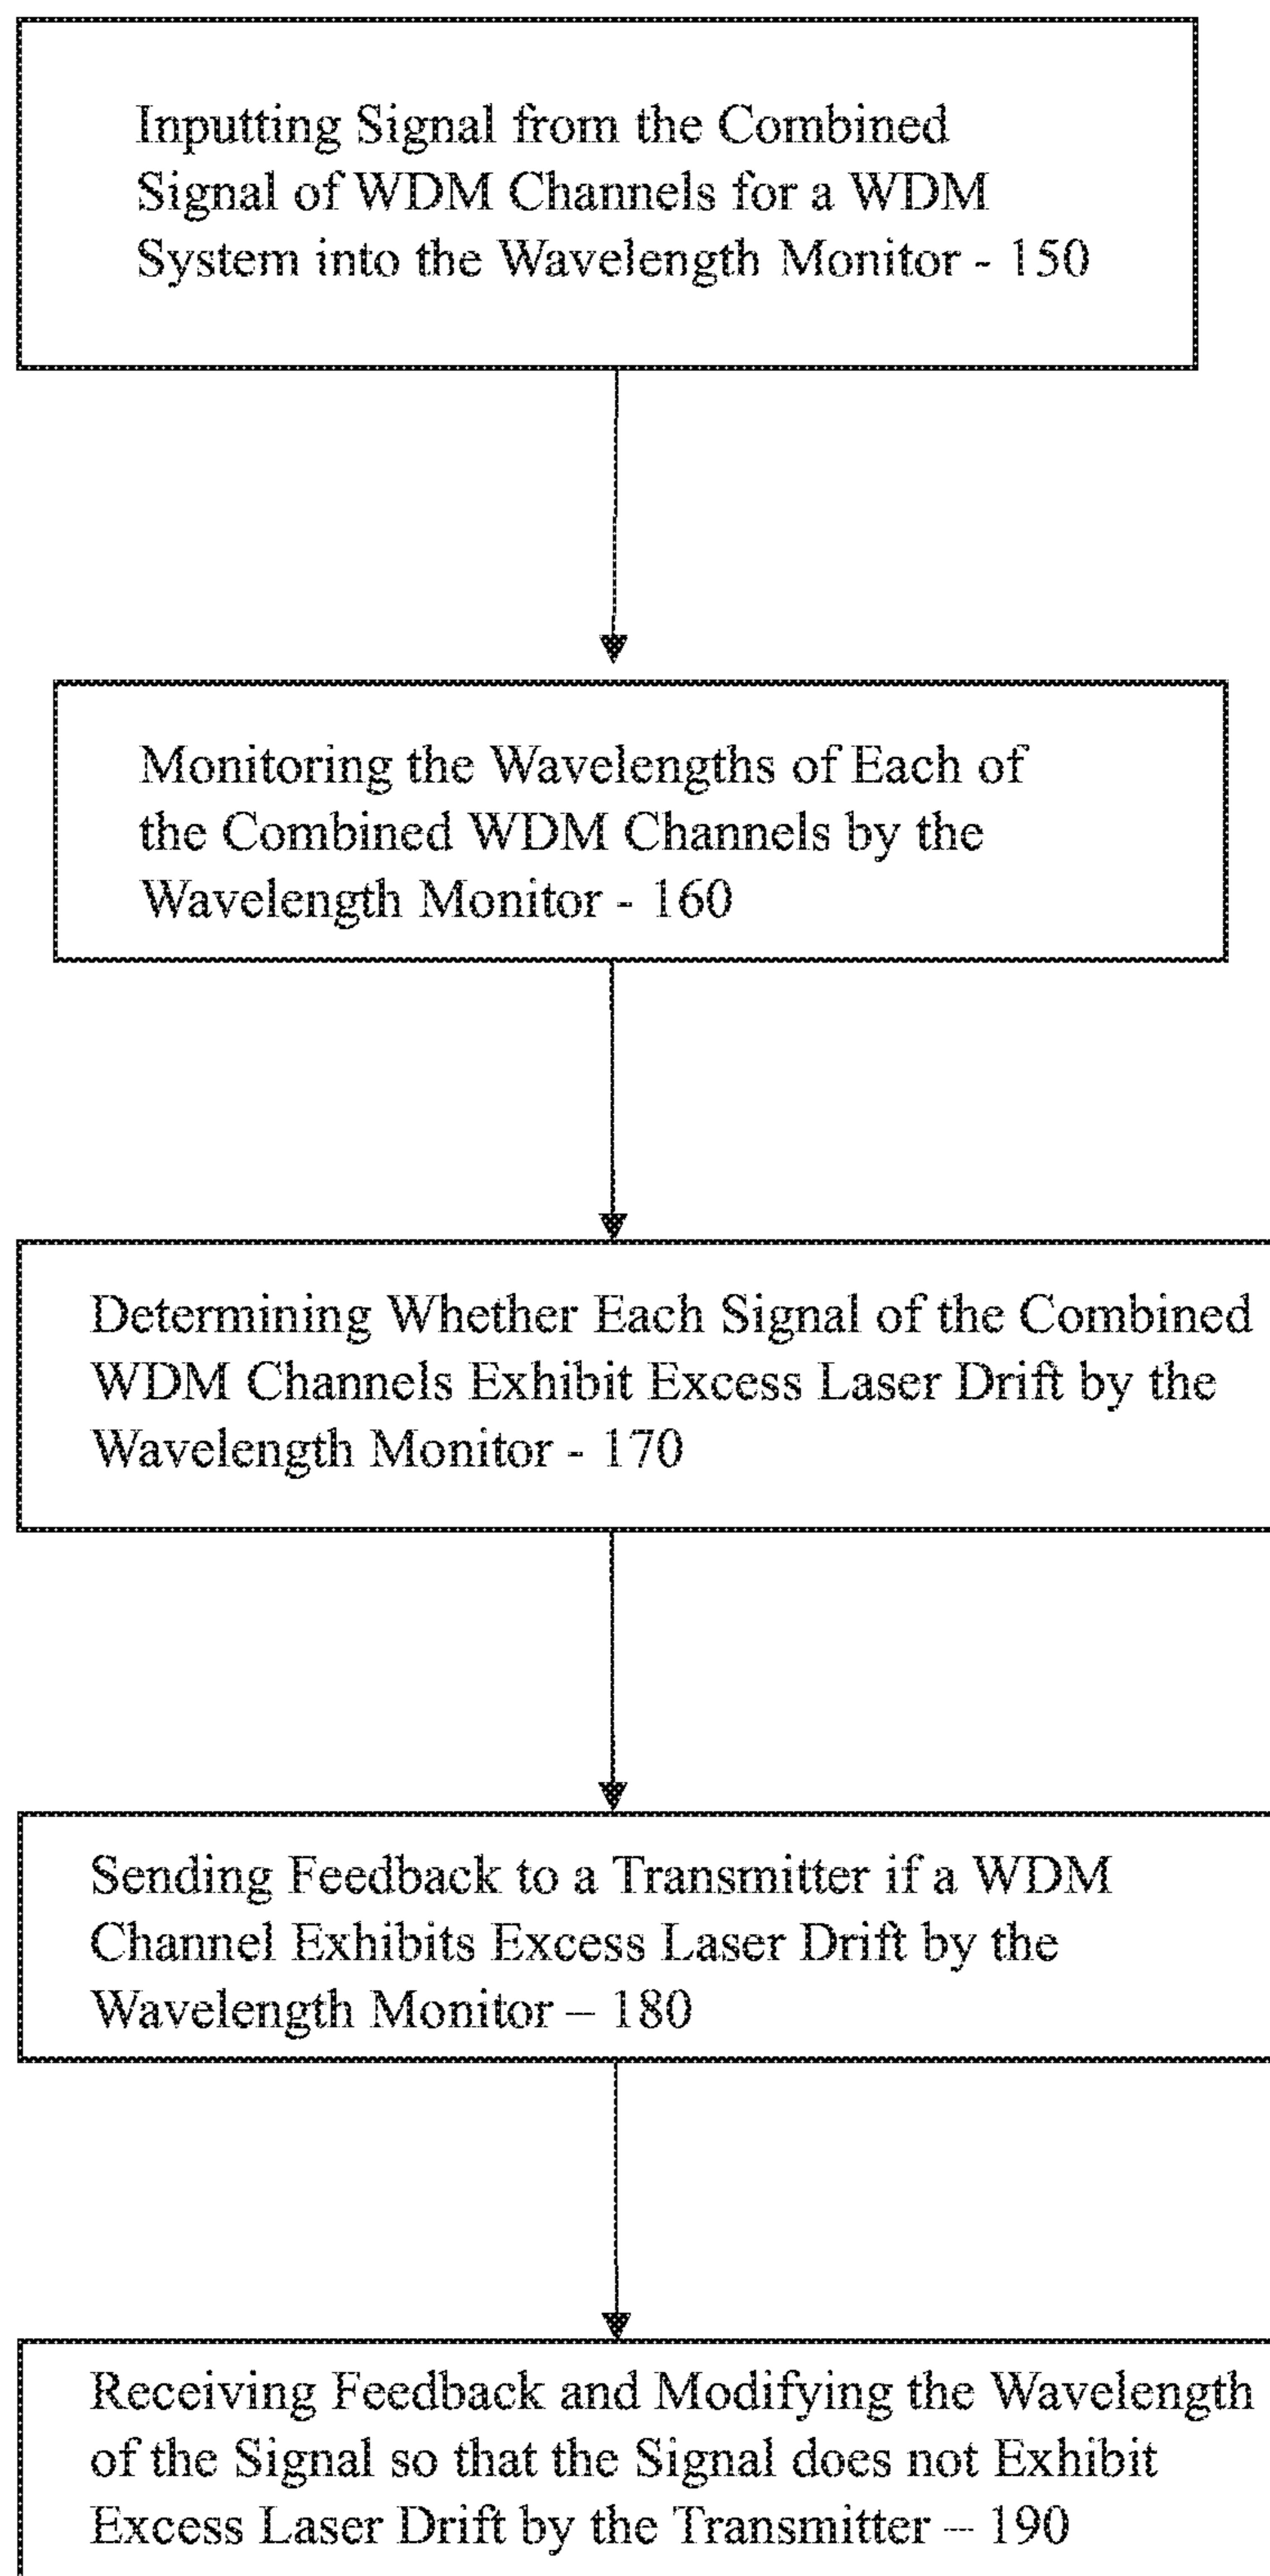 Inputting Signal from the Combined
Signal of WDM Channels for a WDM
System into the Wavelength Monitor - 150
Monitoring the Wavelengths of Each of
the Combined WDM Channels by the
Wavelength Monitor - 160
Determining Whether Each Signal of the Combined
WDM Channels Exhibit Excess Laser Drift by the
Wavelength Monitor - 170
Sending Feedback to a Transmitter if a WDM
Channel Exhibits Excess Laser Drift by the
Wavelength Monitor – 180
Receiving Feedback and Modifying the Wavelength
of the Signal so that the Signal does not Exhibit
Excess Laser Drift by the Transmitter – 190